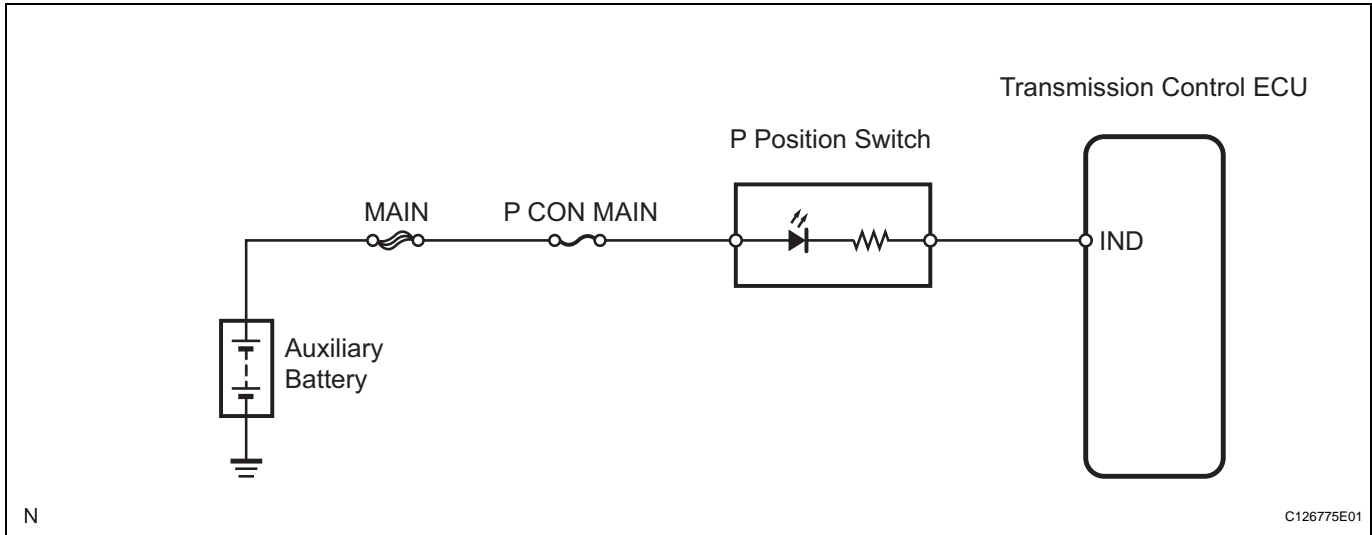 Transmission Control ECU
P Position Switch
MAIN
P CON MAIN
IND
Auxiliary
Battery
N
C126775E01